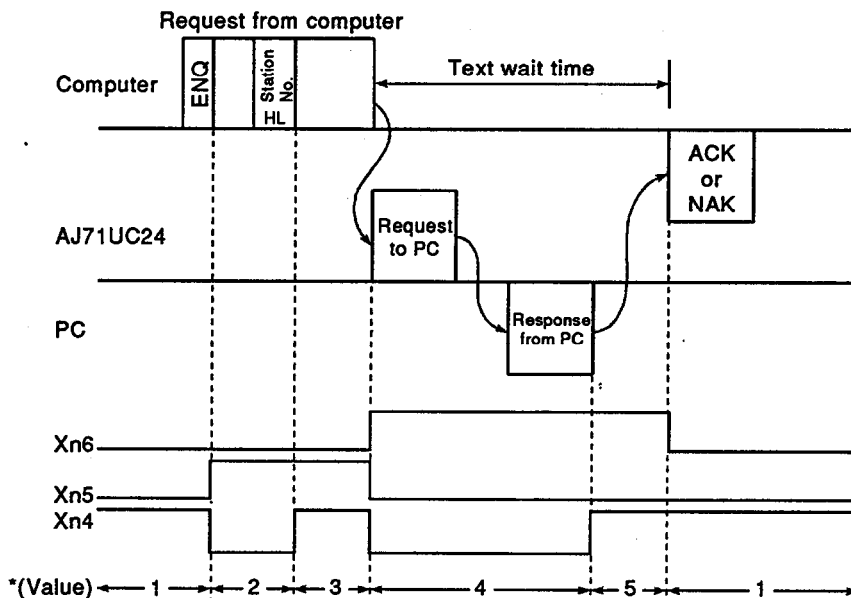 Request from computer
Computer
ENQ
Station No.
HL
Text wait time
ACK
or
NAK
AJ71UC24
Request
to PC
PC
Response
from PC
Xn6
Xn5
Xn4
*(Value) 1 2 3 4 5 1